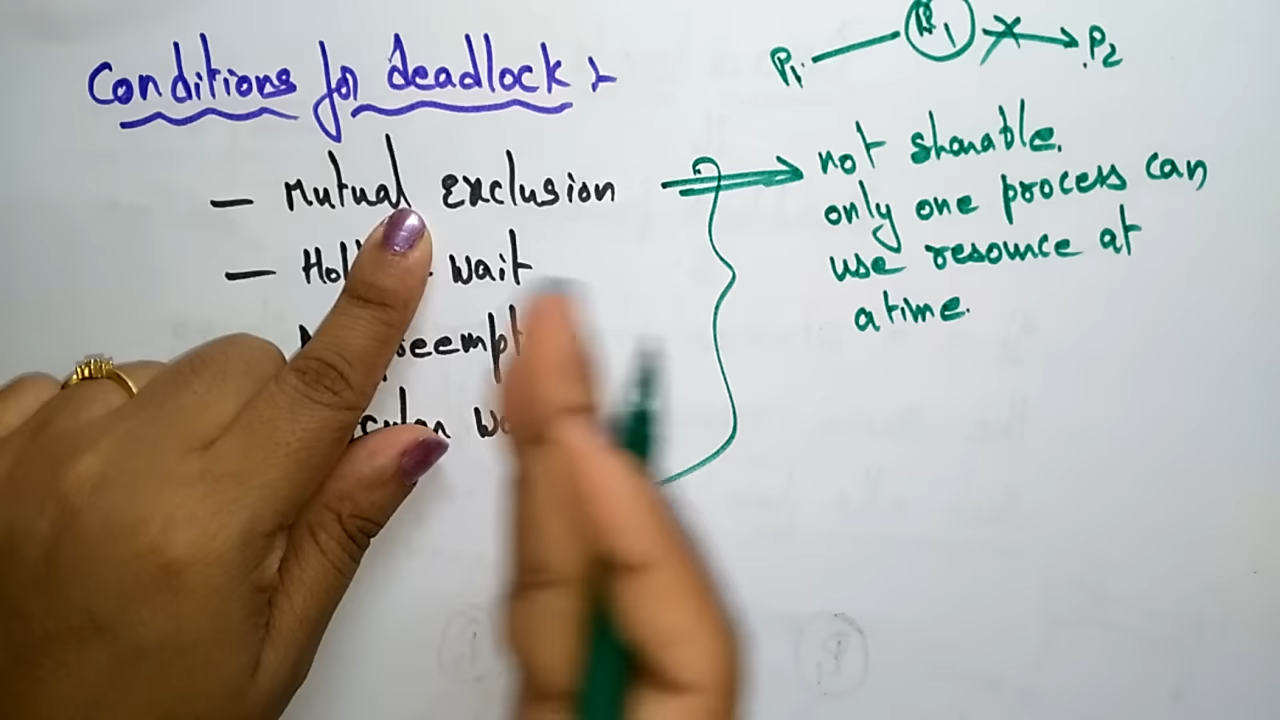 Conditions for deadlock :-
P1 R1 P2
— Mutual Exclusion
not sharable.
only one process can
use resource at
a time.
— wait
wa